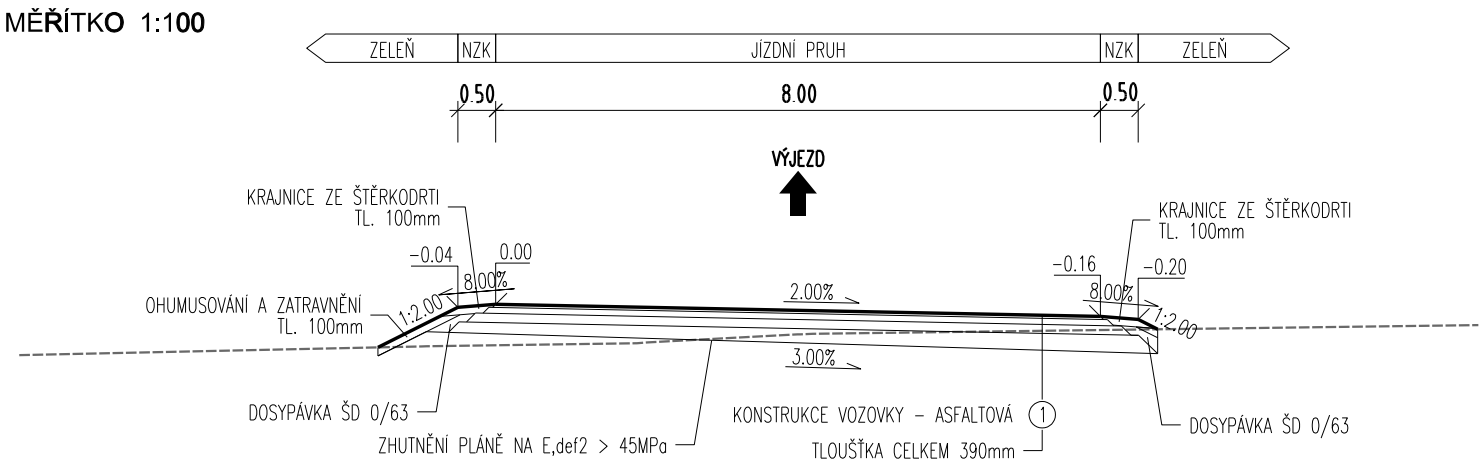 MĚŘÍTKO 1:100
ZELEŇ NZK JÍZDNÍ PRUH NZK ZELEŇ
0.50 8.00 0.50
VÝJEZD
KRAJNICE ZE ŠTĚRKODRTI
TL. 100mm
KRAJNICE ZE ŠTĚRKODRTI
TL. 100mm
-0.04 0.00 -0.16 -0.20
8.00% 2.00% 8.00%
OHUMUSOVÁNÍ A ZATRAVNĚNÍ
TL. 100mm
1:2.00 1:2.00
3.00%
DOSYPÁVKA ŠD 0/63
KONSTRUKCE VOZOVKY - ASFALTOVÁ 1
DOSYPÁVKA ŠD 0/63
ZHUTNĚNÍ PLÁNĚ NA E,def2 > 45MPa
TLOUŠŤKA CELKEM 390mm